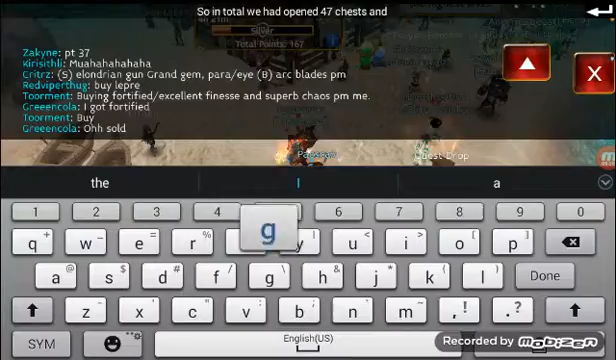 So in total we had opened 47 chests and
Silver
Total Points: 167
Zakyne: pt 37
Kirisithli: Muahahahahaha
Critrz: (S) elondrian gun Grand gem, para/eye (B) arc blades pm
Redviperthug: buy lepre
Toorment: Buying fortified/excellent finesse and superb chaos pm me.
Greeencola: I got fortified
Toorment: Buy
Greeencola: Ohh sold
X
Quest Drop
the I a
1 2 3 4 6 7 8 9 0
q + w - e = r % g y u < i > o [ p ]
a @ s $ d # f / g \ h & j * k ( l ) Done
z x c v b n m , ! . ?
SYM English(US)
Recorded by mobizen